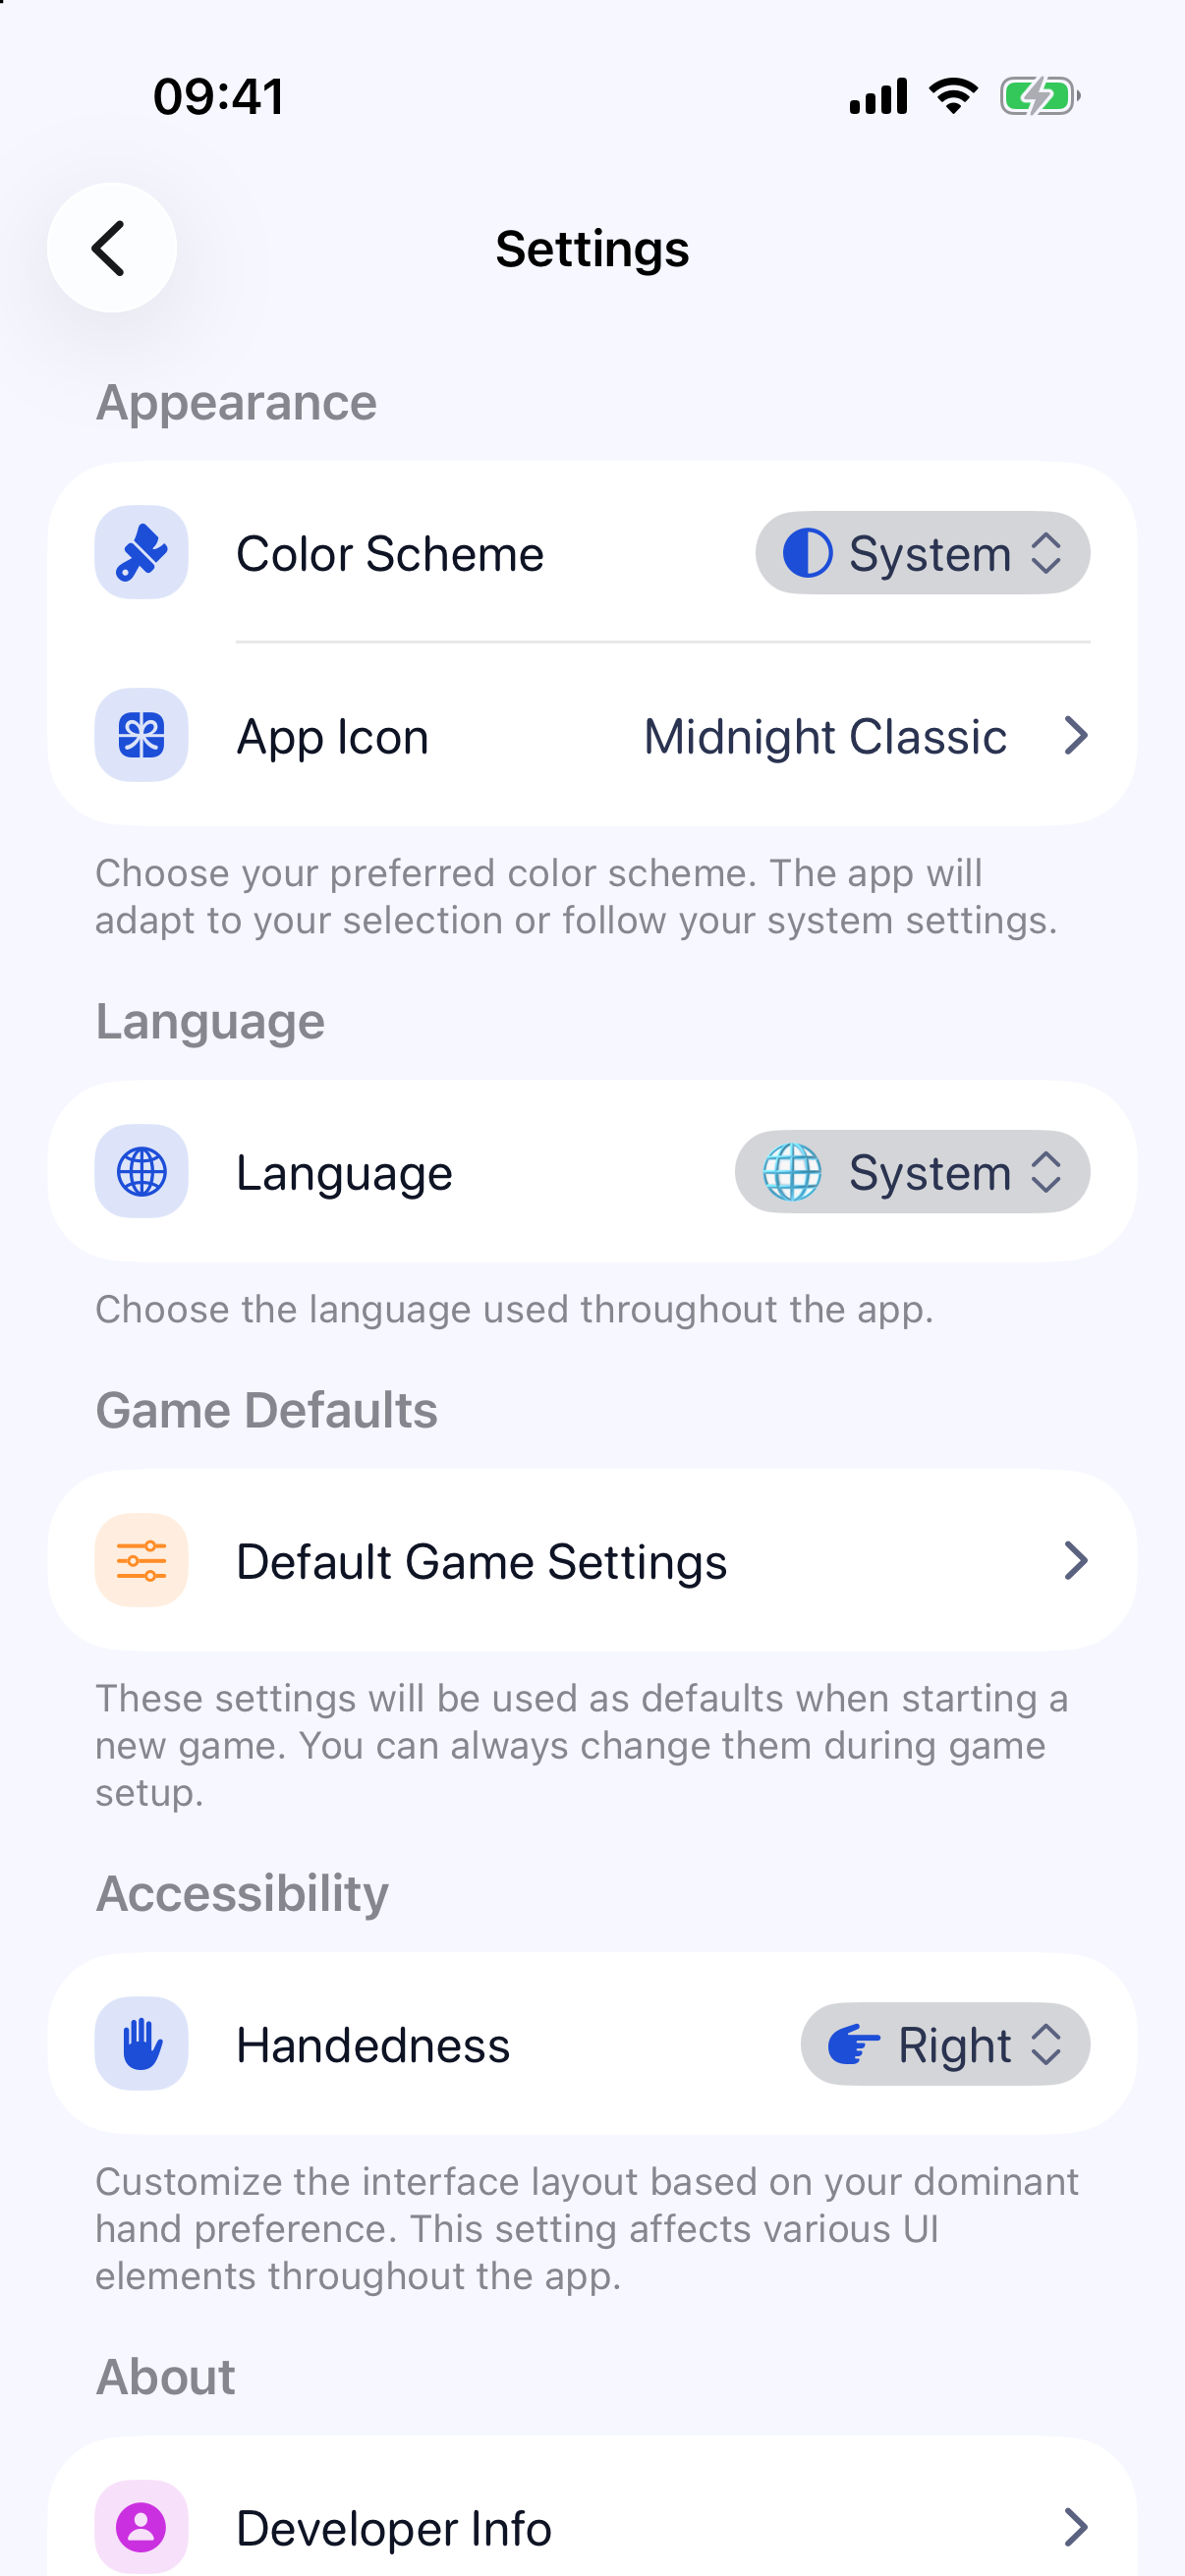 09:41
Settings
Appearance
Color Scheme System
App Icon Midnight Classic
Choose your preferred color scheme. The app will
adapt to your selection or follow your system settings.
Language
Language System
Choose the language used throughout the app.
Game Defaults
Default Game Settings
These settings will be used as defaults when starting a
new game. You can always change them during game
setup.
Accessibility
Handedness Right
Customize the interface layout based on your dominant
hand preference. This setting affects various UI
elements throughout the app.
About
Developer Info